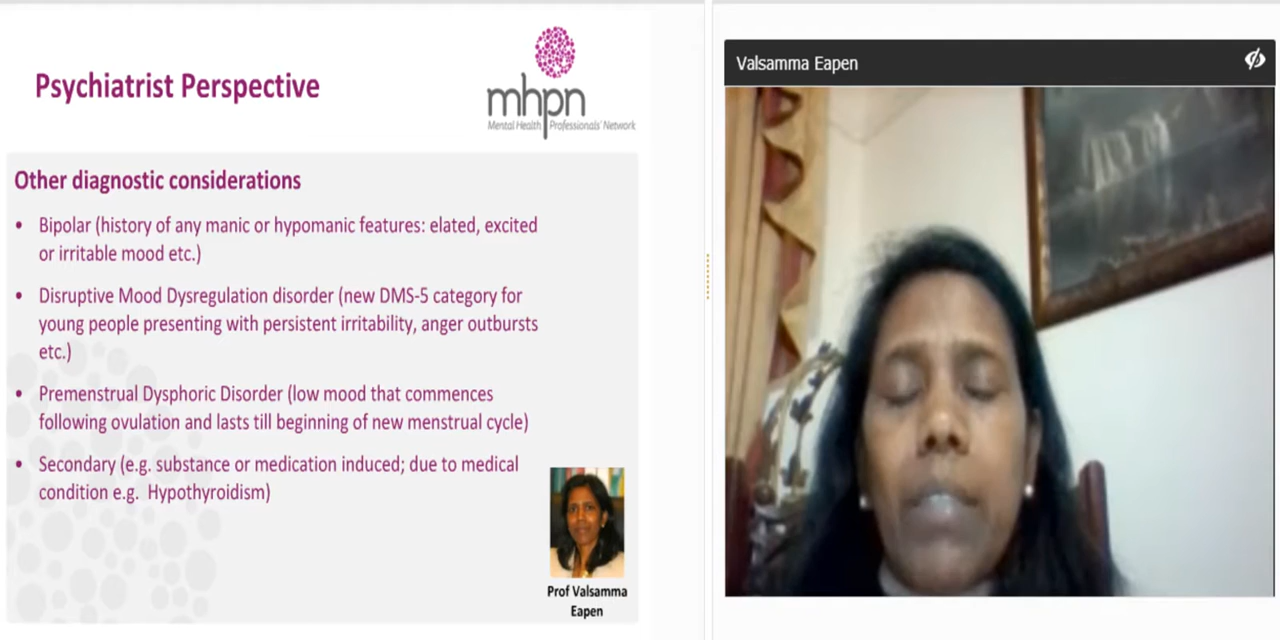 Psychiatrist Perspective
mhpn
Mental Health Professionals' Network
Other diagnostic considerations
• Bipolar (history of any manic or hypomanic features: elated, excited
or irritable mood etc.)
• Disruptive Mood Dysregulation disorder (new DMS-5 category for
young people presenting with persistent irritability, anger outbursts
etc.)
• Premenstrual Dysphoric Disorder (low mood that commences
following ovulation and lasts till beginning of new menstrual cycle)
• Secondary (e.g. substance or medication induced; due to medical
condition e.g. Hypothyroidism)
Prof Valsamma
Eapen
Valsamma Eapen